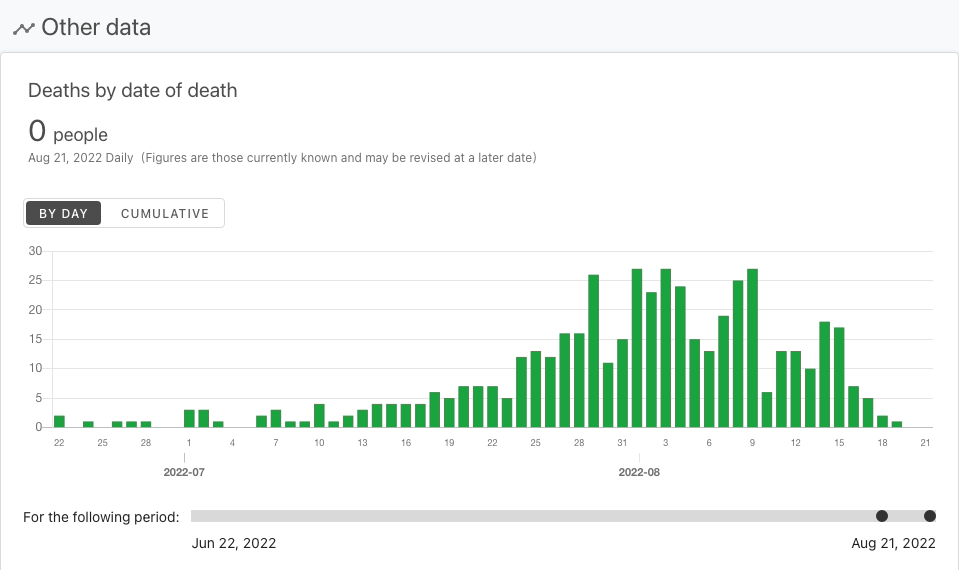 Other data
Deaths by date of death
0 people
Aug 21, 2022 Daily (Figures are those currently known and may be revised at a later date)
BY DAY CUMULATIVE
30
25
20
15
10
5
0
22 25 28 1 4 7 10 13 16 19 22 25 28 31 3 6 9 12 15 18 21
2022-07 2022-08
For the following period:
Jun 22, 2022 Aug 21, 2022